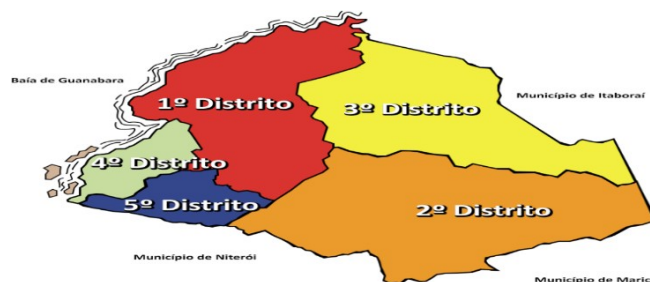 Baía de Guanabara
1º Distrito
Município de Itaboraí
3º Distrito
4º Distrito
5º Distrito
2º Distrito
Município de Niterói
Município de